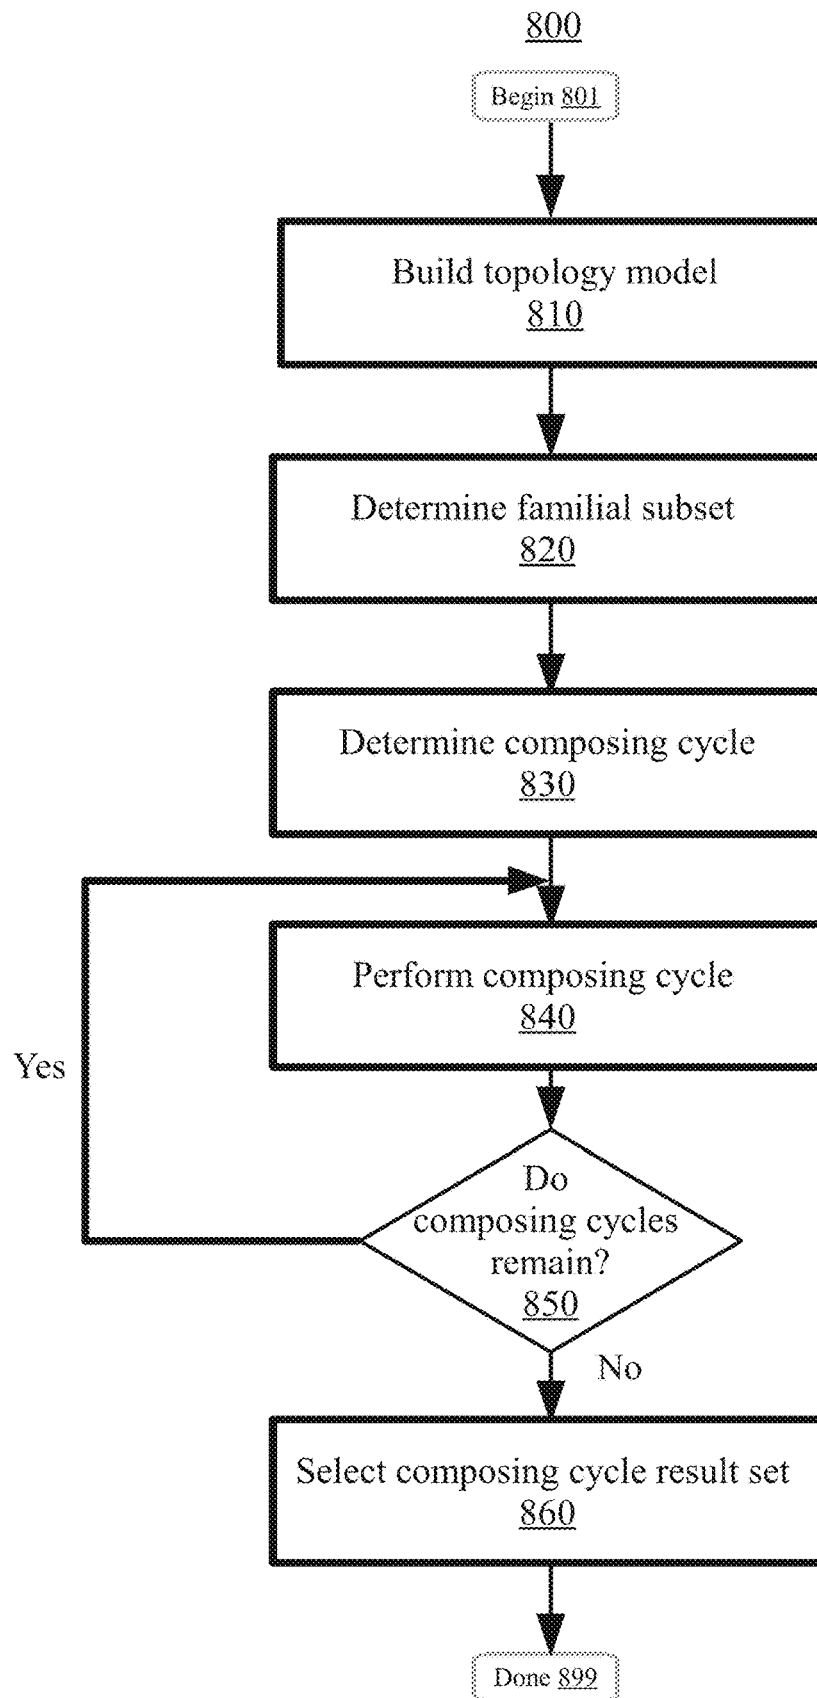 800
Begin 801
Build topology model
810
Determine familial subset
820
Determine composing cycle
830
Perform composing cycle
840
Yes
Do
composing cycles
remain?
850
No
Select composing cycle result set
860
Done 899